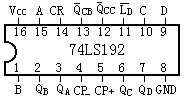 Vcc A CR Q̅CB Q̅CC L̅D C D
16 15 14 13 12 11 10 9
74LS192
1 2 3 4 5 6 7 8
B QB QA CP- CP+ QC QD GND